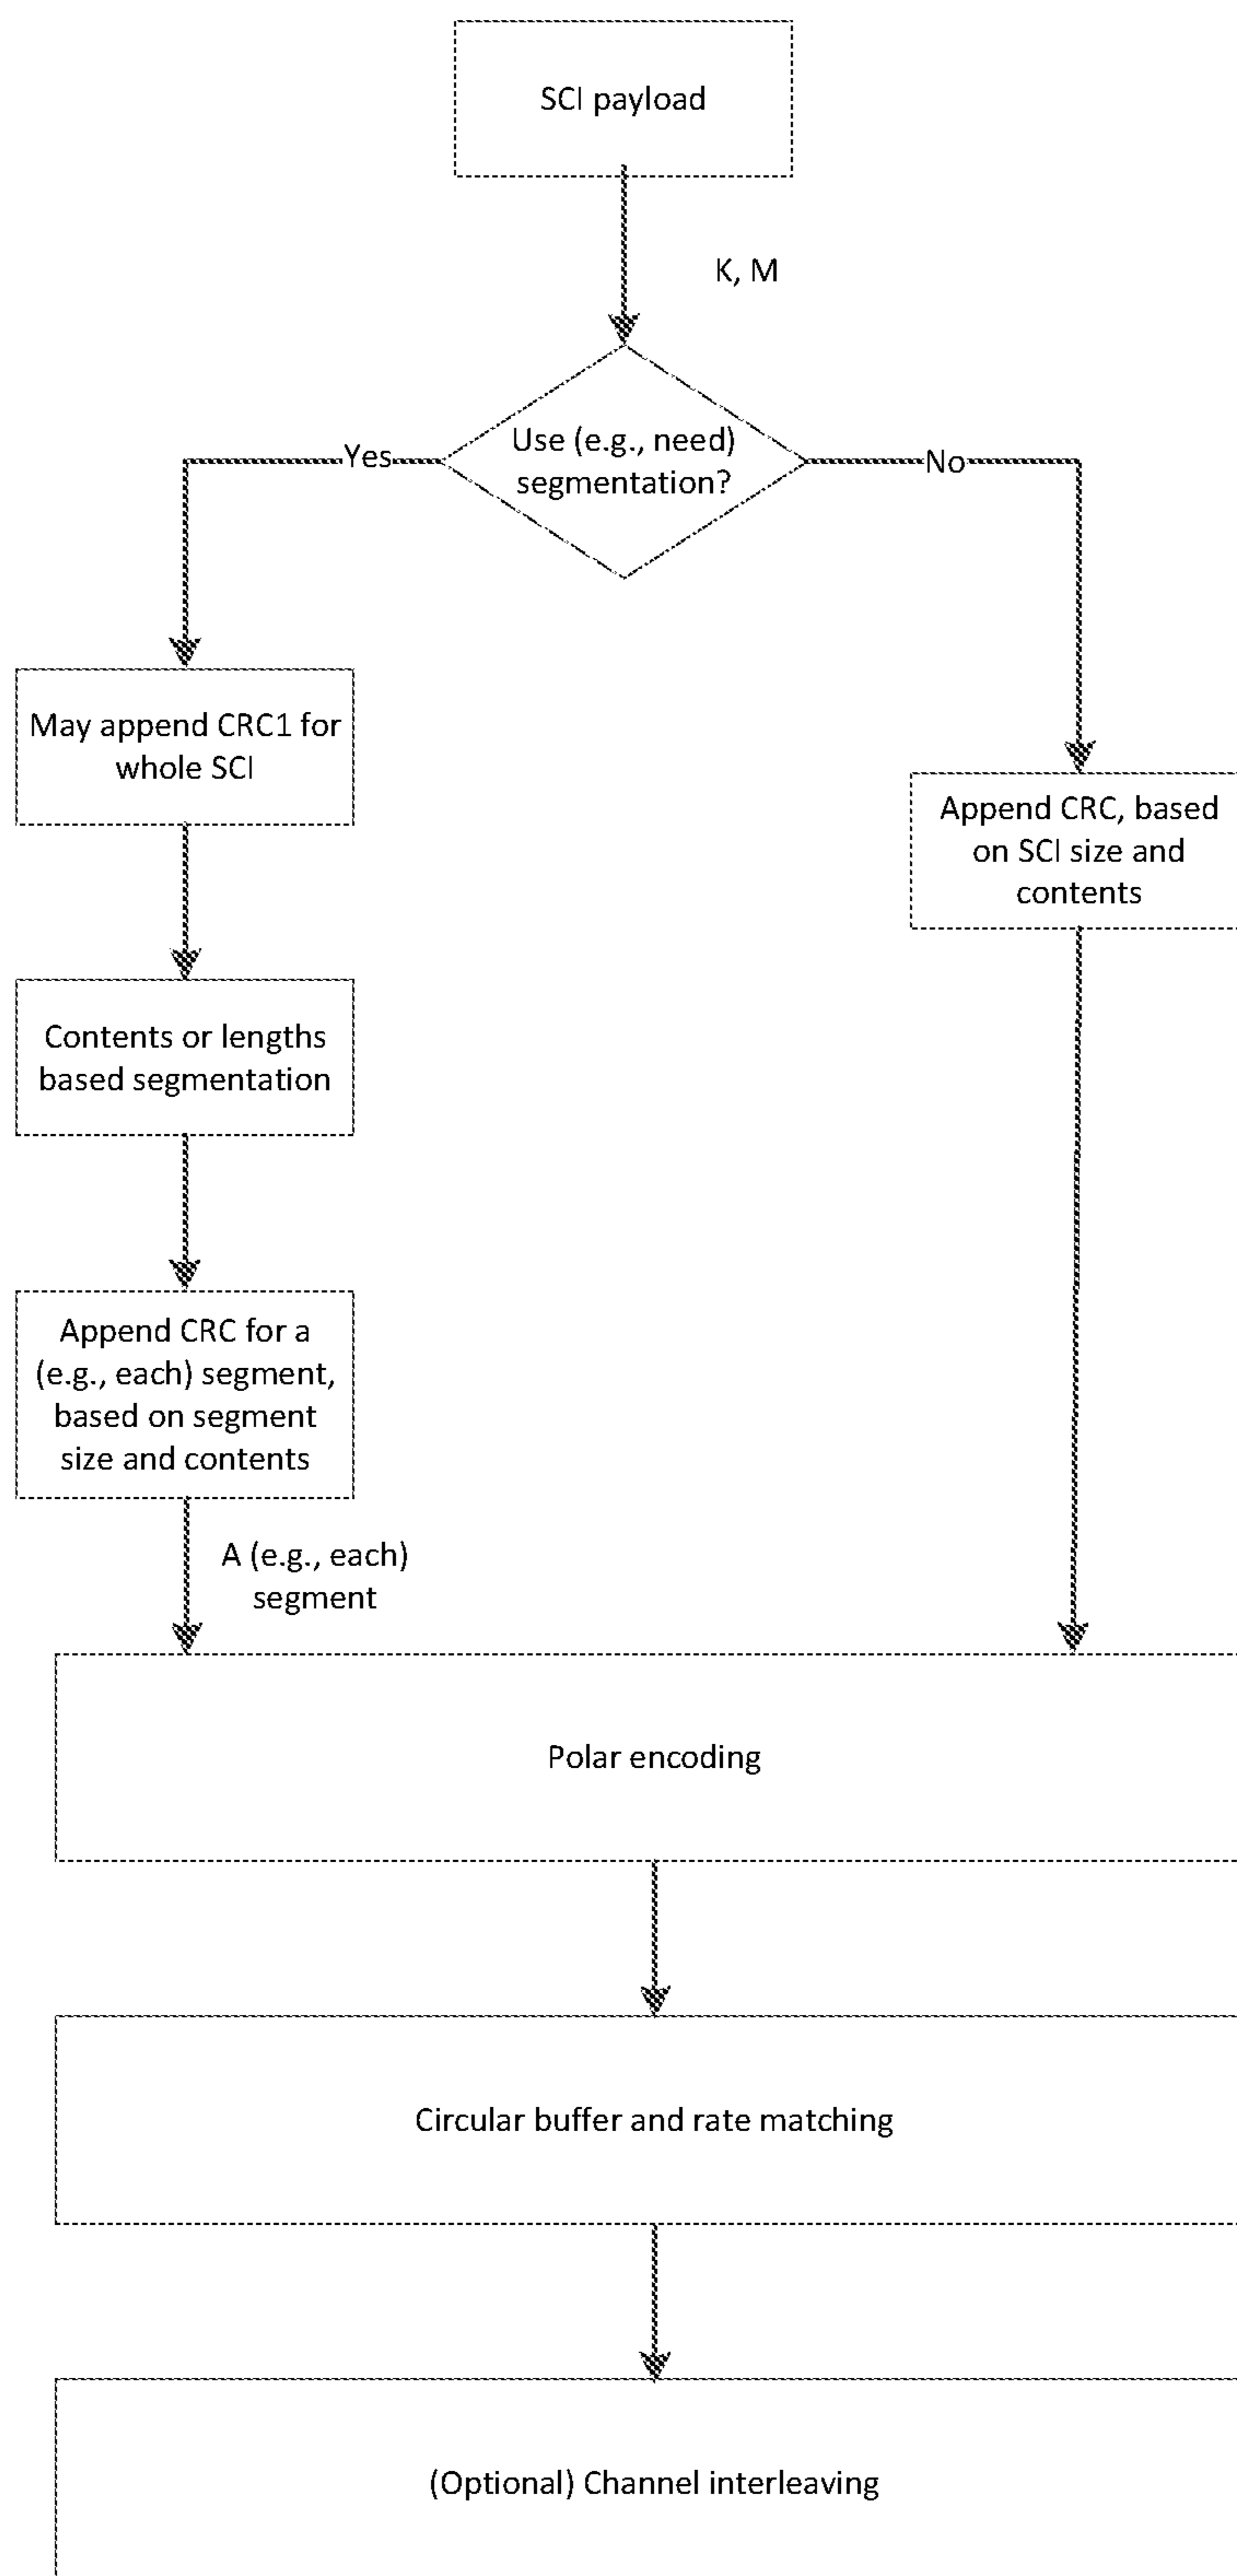 SCI payload
K, M
Use (e.g., need)
segmentation?
Yes
No
May append CRC1 for
whole SCI
Append CRC, based
on SCI size and
contents
Contents or lengths
based segmentation
Append CRC for a
(e.g., each) segment,
based on segment
size and contents
A (e.g., each)
segment
Polar encoding
Circular buffer and rate matching
(Optional) Channel interleaving